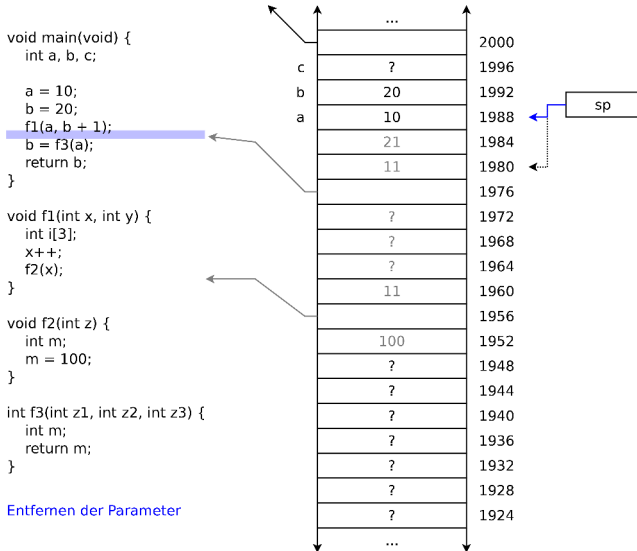 void main(void) {
int a, b, c;
a = 10;
b = 20;
f1(a, b + 1);
b = f3(a);
return b;
}
void f1(int x, int y) {
int i[3];
x++;
f2(x);
}
void f2(int z) {
int m;
m = 100;
}
int f3(int z1, int z2, int z3) {
int m;
return m;
}
Entfernen der Parameter
...
2000
c ? 1996
b 20 1992
a 10 1988
sp
21 1984
11 1980
1976
? 1972
? 1968
? 1964
11 1960
1956
100 1952
? 1948
? 1944
? 1940
? 1936
? 1932
? 1928
? 1924
...